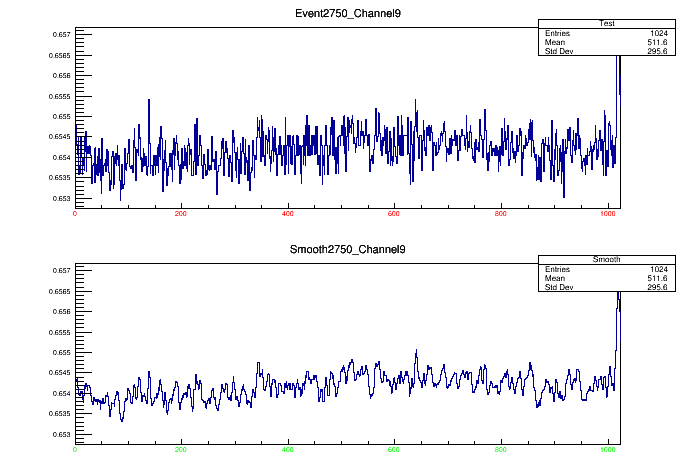 Event2750_Channel9
Test
Entries 1024
Mean 511.6
Std Dev 295.6
0.657
0.6565
0.656
0.6555
0.655
0.6545
0.654
0.6535
0.653
0 200 400 600 800 1000
Smooth2750_Channel9
Smooth
Entries 1024
Mean 511.6
Std Dev 295.6
0.657
0.6565
0.656
0.6555
0.655
0.6545
0.654
0.6535
0.653
0 200 400 600 800 1000